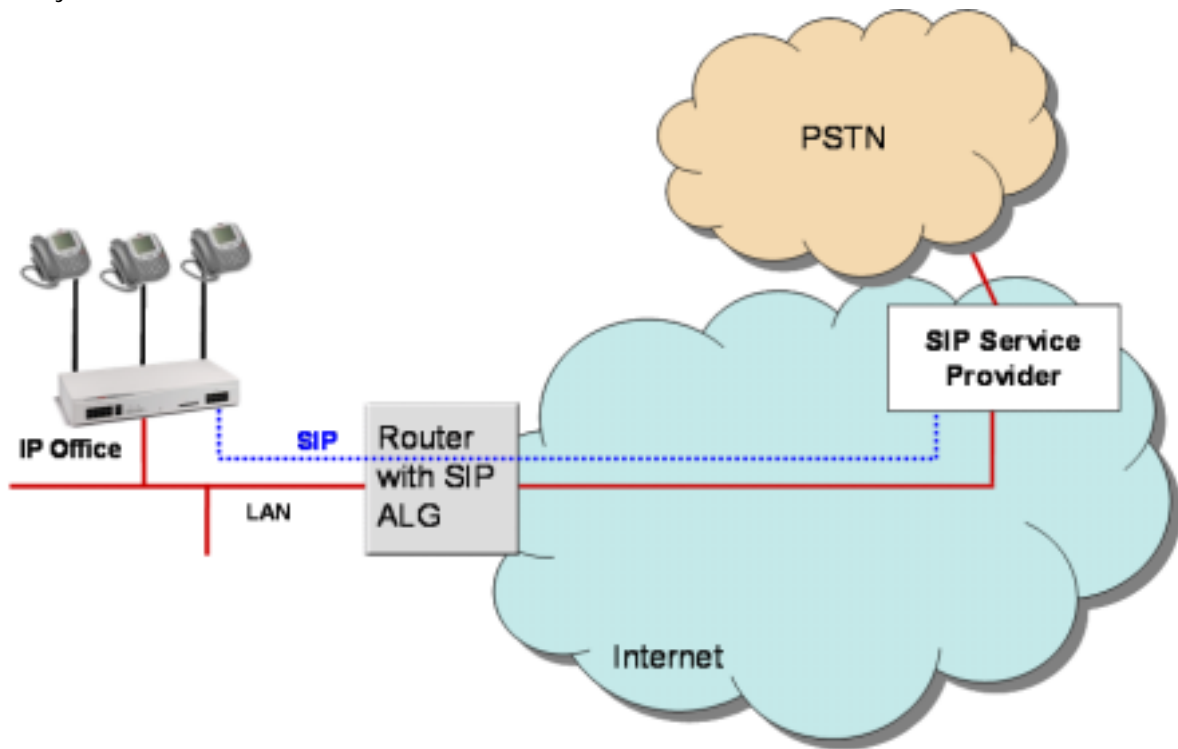 PSTN
SIP Service
Provider
IP Office
SIP
Router
with SIP
ALG
LAN
Internet